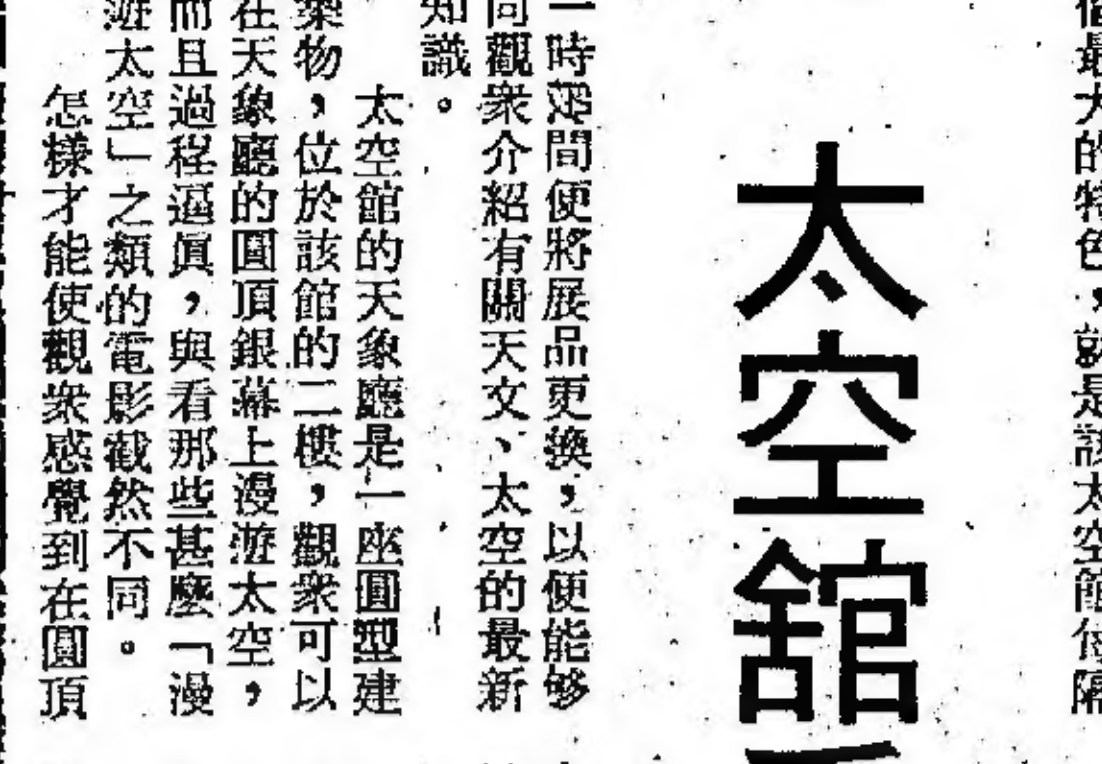 個最大的特色，就是該太空館每隔
太空館
一時期間便將展品更換，以便能够
向觀衆介紹有關天文、太空的最新
知識。
太空館的天象廳是一座圓型建
築物，位於該館的二樓，觀衆可以
在天象廳的圓頂銀幕上漫遊太空，
而且過程逼眞，與看那些甚麼「漫
遊太空」之類的電影截然不同。
怎樣才能使觀衆感覺到在圓頂